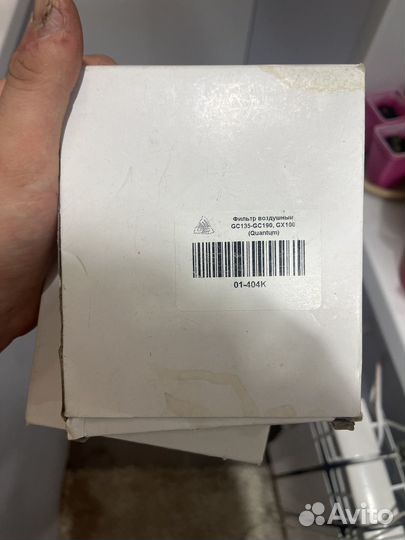 Фильтр воздушный
GC135-GC190, GX100
(Quantum)
01-404K
Avito